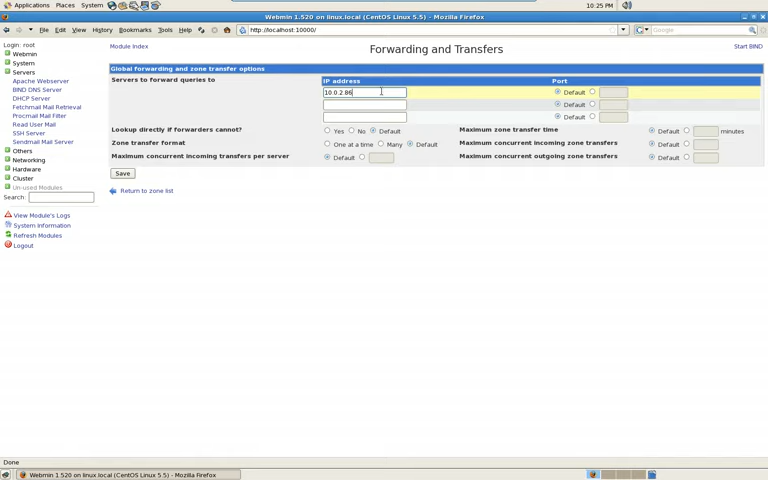 Applications Places System 10:25 PM
Webmin 1.520 on linux.local (CentOS Linux 5.5) - Mozilla Firefox
File Edit View History Bookmarks Tools Help http://localhost:10000/ Google
Login: root
Webmin
System
Servers
Apache Webserver
BIND DNS Server
DHCP Server
Fetchmail Mail Retrieval
Procmail Mail Filter
Read User Mail
SSH Server
Sendmail Mail Server
Others
Networking
Hardware
Cluster
Un-used Modules
Search:
View Module's Logs
System Information
Refresh Modules
Logout
Module Index Forwarding and Transfers Start BIND
Global forwarding and zone transfer options
Servers to forward queries to IP address Port
10.0.2.86 Default
Default
Default
Lookup directly if forwarders cannot? Yes No Default Maximum zone transfer time Default minutes
Zone transfer format One at a time Many Default Maximum concurrent incoming zone transfers Default
Maximum concurrent incoming transfers per server Default Maximum concurrent outgoing zone transfers Default
Save
Return to zone list
Done
Webmin 1.520 on linux.local (CentOS Linux 5.5) - Mozilla Firefox